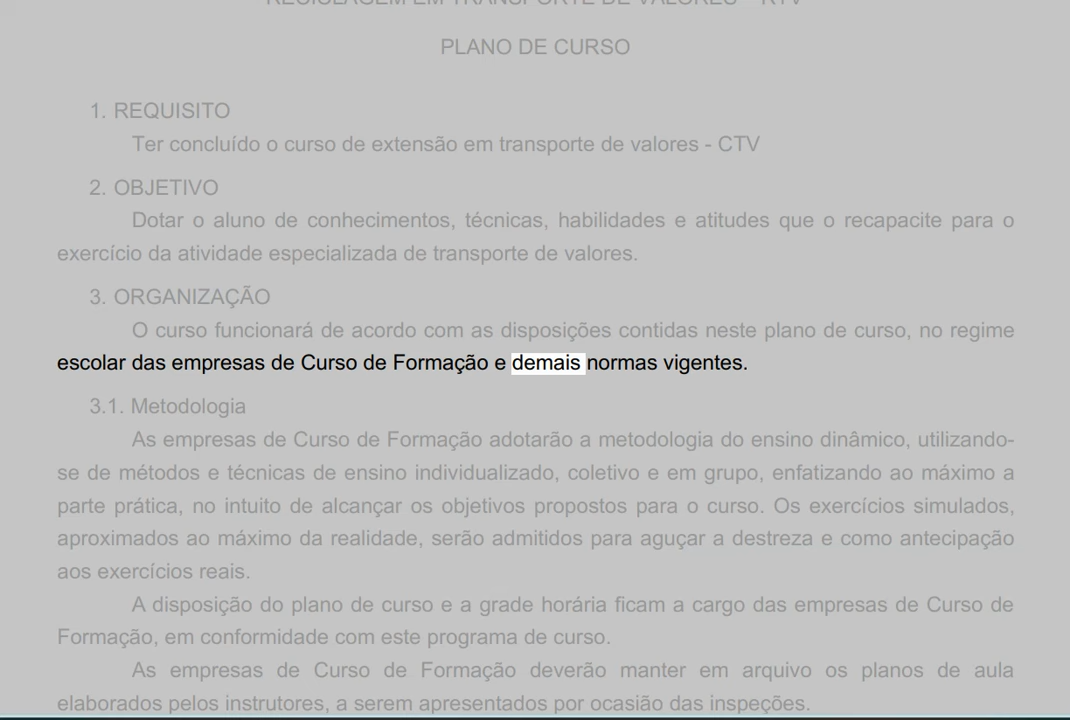 RECICLAGEM EM TRANSPORTE DE VALORES – RTV
PLANO DE CURSO
1. REQUISITO
Ter concluído o curso de extensão em transporte de valores - CTV
2. OBJETIVO
Dotar o aluno de conhecimentos, técnicas, habilidades e atitudes que o recapacite para o
exercício da atividade especializada de transporte de valores.
3. ORGANIZAÇÃO
O curso funcionará de acordo com as disposições contidas neste plano de curso, no regime
escolar das empresas de Curso de Formação e demais normas vigentes.
3.1. Metodologia
As empresas de Curso de Formação adotarão a metodologia do ensino dinâmico, utilizando-
se de métodos e técnicas de ensino individualizado, coletivo e em grupo, enfatizando ao máximo a
parte prática, no intuito de alcançar os objetivos propostos para o curso. Os exercícios simulados,
aproximados ao máximo da realidade, serão admitidos para aguçar a destreza e como antecipação
aos exercícios reais.
A disposição do plano de curso e a grade horária ficam a cargo das empresas de Curso de
Formação, em conformidade com este programa de curso.
As empresas de Curso de Formação deverão manter em arquivo os planos de aula
elaborados pelos instrutores, a serem apresentados por ocasião das inspeções.